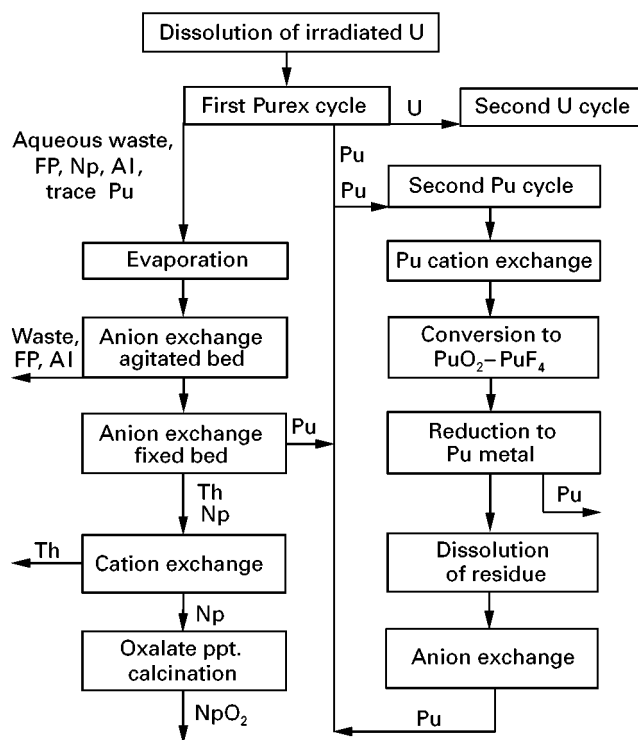 Dissolution of irradiated U
First Purex cycle
U
Second U cycle
Aqueous waste,
FP, Np, Al,
trace Pu
Pu
Pu
Second Pu cycle
Evaporation
Pu cation exchange
Waste,
FP, Al
Anion exchange
agitated bed
Conversion to
PuO₂–PuF₄
Anion exchange
fixed bed
Pu
Reduction to
Pu metal
Th
Np
Pu
Th
Cation exchange
Dissolution
of residue
Np
Oxalate ppt.
calcination
Anion exchange
NpO₂
Pu